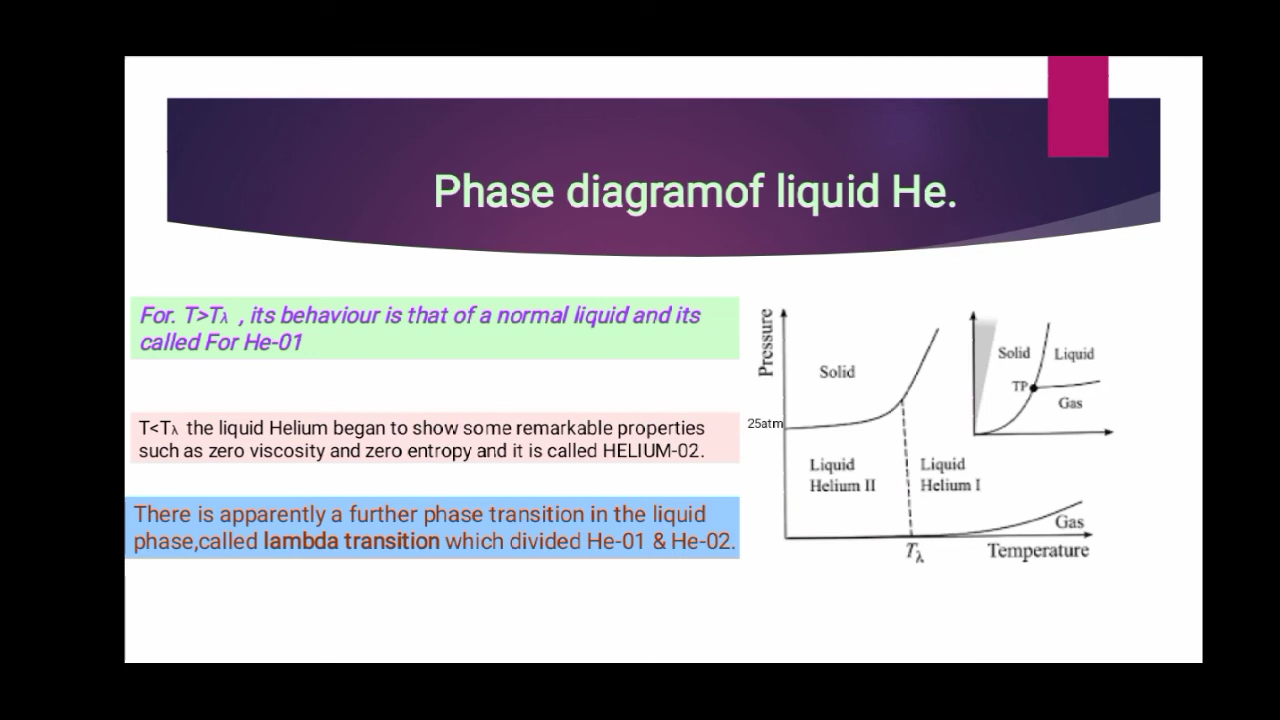 Phase diagramof liquid He.
For. T>Tλ , its behaviour is that of a normal liquid and its
called For He-01
T<Tλ the liquid Helium began to show some remarkable properties
such as zero viscosity and zero entropy and it is called HELIUM-02.
There is apparently a further phase transition in the liquid
phase,called lambda transition which divided He-01 & He-02.
Pressure
Solid
25atm
Liquid
Helium II
Liquid
Helium I
Gas
Tλ
Temperature
Solid
Liquid
TP
Gas